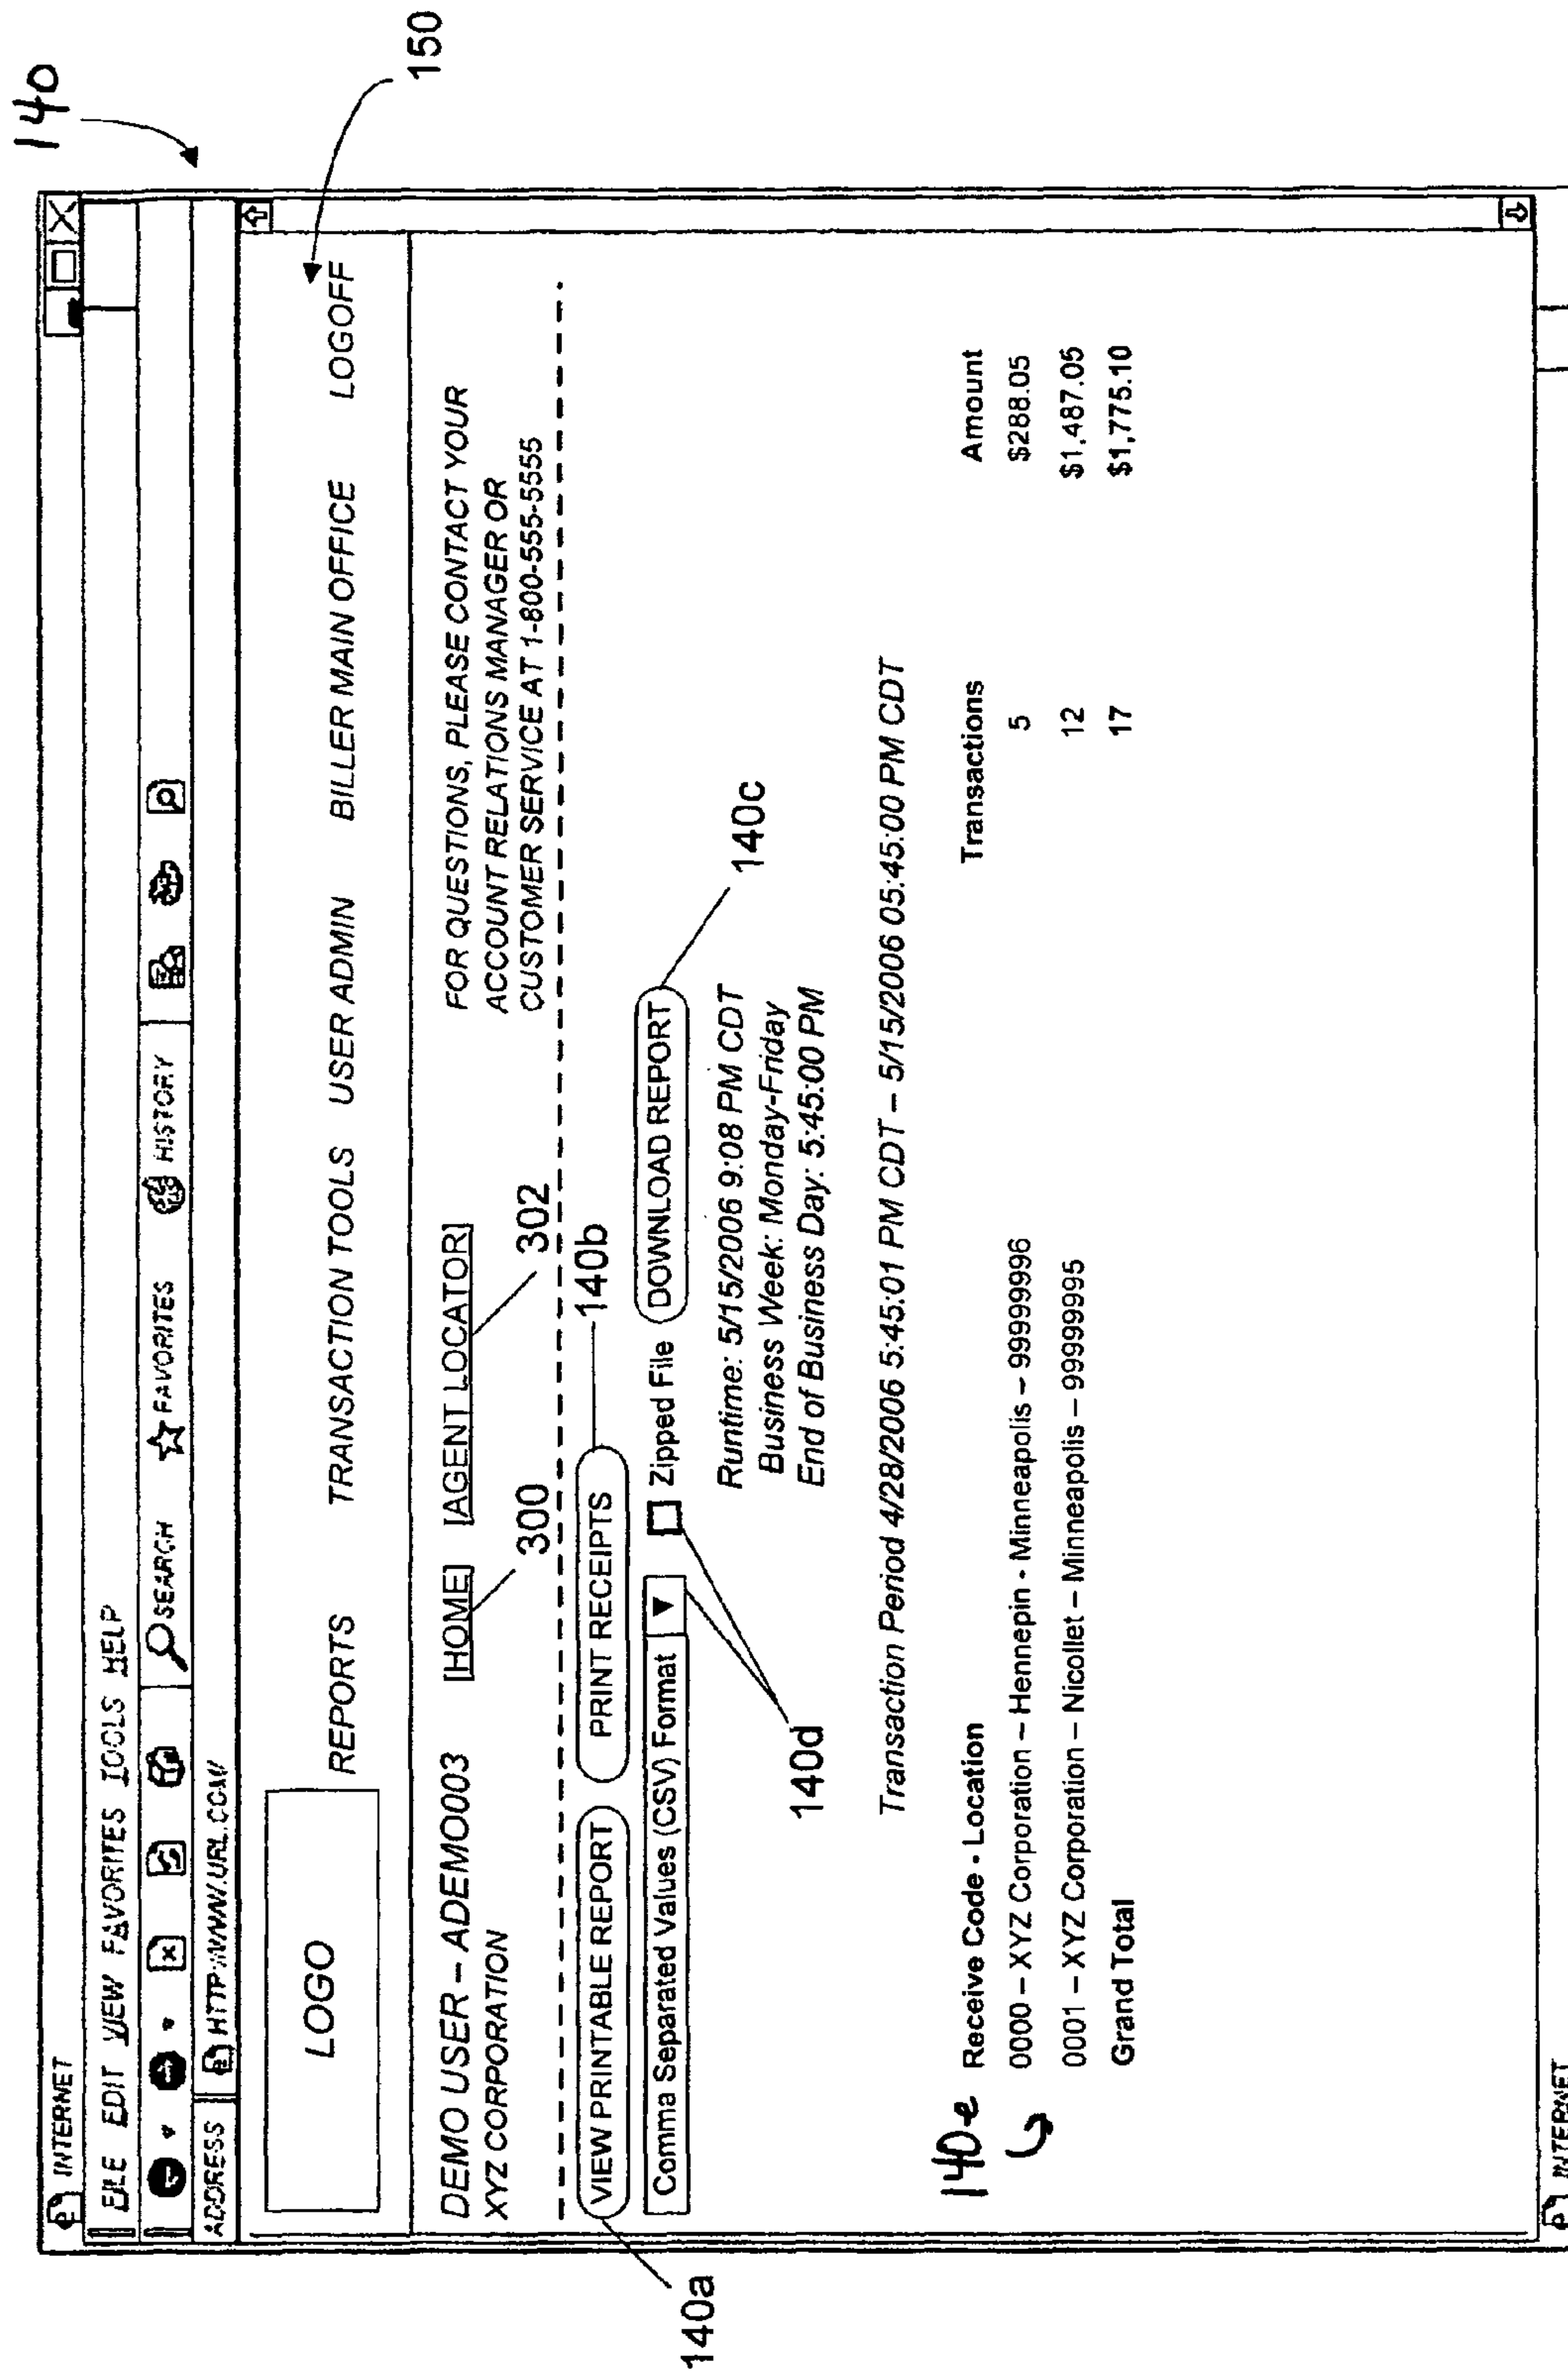 140
150
INTERNET
FILE EDIT VIEW FAVORITES TOOLS HELP
SEARCH FAVORITES HISTORY
ADDRESS HTTP://WWW.URL.COM/
LOGO
REPORTS TRANSACTION TOOLS USER ADMIN BILLER MAIN OFFICE LOGOFF
DEMO USER – ADEMO003 [HOME] [AGENT LOCATOR] FOR QUESTIONS, PLEASE CONTACT YOUR
XYZ CORPORATION ACCOUNT RELATIONS MANAGER OR
300 302 CUSTOMER SERVICE AT 1-800-555-5555
140a VIEW PRINTABLE REPORT PRINT RECEIPTS 140b
Comma Separated Values (CSV) Format ▼ Zipped File DOWNLOAD REPORT 140c
140d
Runtime: 5/15/2006 9:08 PM CDT
Business Week: Monday-Friday
End of Business Day: 5:45:00 PM
Transaction Period 4/28/2006 5:45:01 PM CDT – 5/15/2006 05:45:00 PM CDT
140e Receive Code - Location Transactions Amount
0000 – XYZ Corporation – Hennepin - Minneapolis – 99999996 5 $288.05
0001 – XYZ Corporation – Nicollet – Minneapolis – 99999995 12 $1,487.05
Grand Total 17 $1,775.10
INTERNET